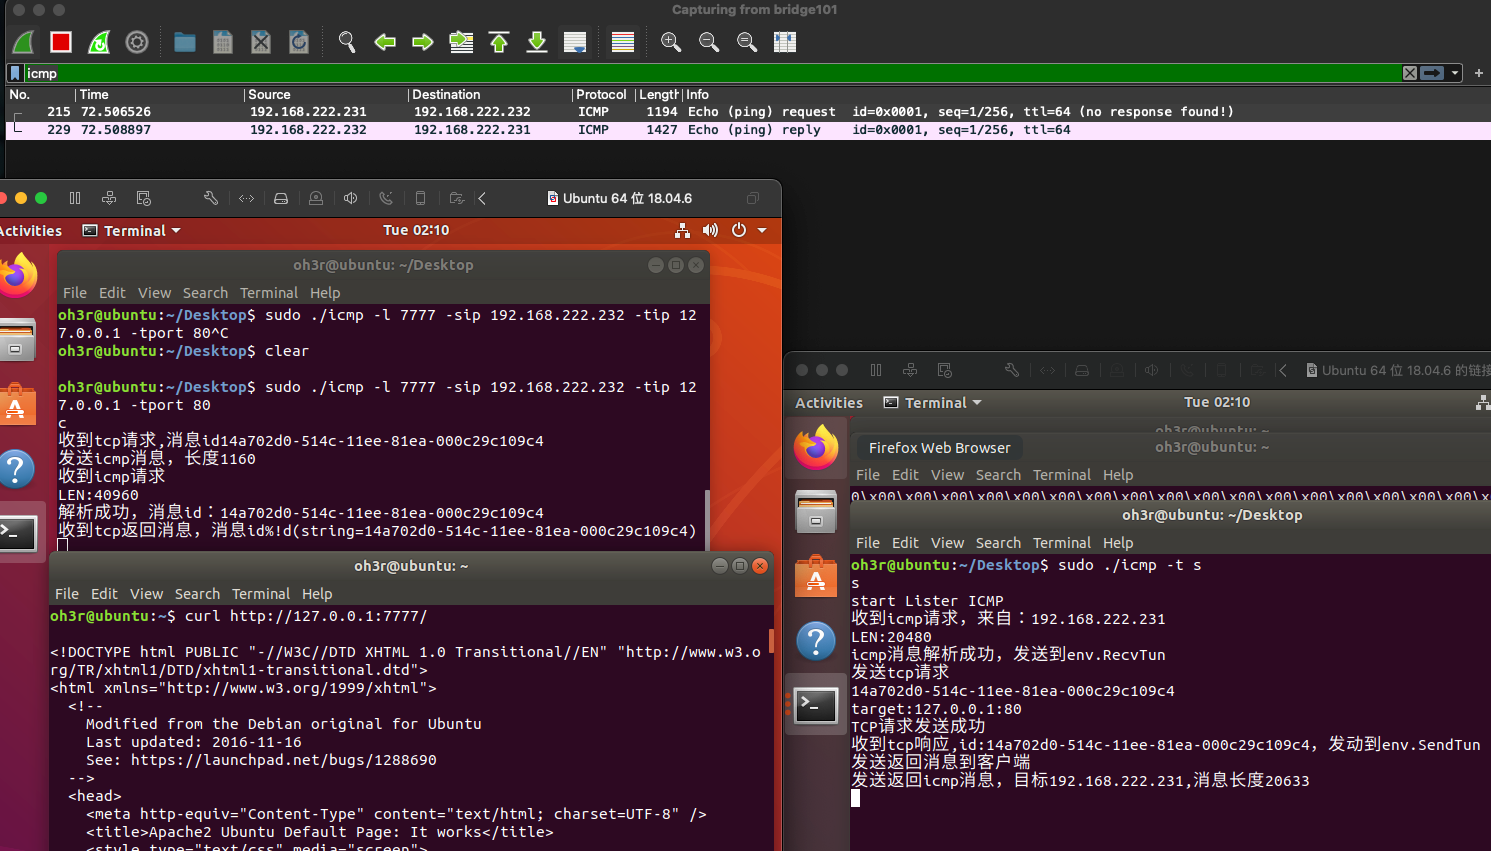 Capturing from bridge101
icmp
No. Time Source Destination Protocol Length Info
215 72.506526 192.168.222.231 192.168.222.232 ICMP 1194 Echo (ping) request id=0x0001, seq=1/256, ttl=64 (no response found!)
229 72.508897 192.168.222.232 192.168.222.231 ICMP 1427 Echo (ping) reply id=0x0001, seq=1/256, ttl=64
Ubuntu 64 位 18.04.6
Activities Terminal Tue 02:10
oh3r@ubuntu: ~/Desktop
File Edit View Search Terminal Help
oh3r@ubuntu:~/Desktop$ sudo ./icmp -l 7777 -sip 192.168.222.232 -tip 12
7.0.0.1 -tport 80^C
oh3r@ubuntu:~/Desktop$ clear
oh3r@ubuntu:~/Desktop$ sudo ./icmp -l 7777 -sip 192.168.222.232 -tip 12
7.0.0.1 -tport 80
c
收到tcp请求,消息id14a702d0-514c-11ee-81ea-000c29c109c4
发送icmp消息，长度1160
收到icmp请求
LEN:40960
解析成功，消息id：14a702d0-514c-11ee-81ea-000c29c109c4
收到tcp返回消息，消息id%!d(string=14a702d0-514c-11ee-81ea-000c29c109c4)
oh3r@ubuntu: ~
File Edit View Search Terminal Help
oh3r@ubuntu:~$ curl http://127.0.0.1:7777/
<!DOCTYPE html PUBLIC "-//W3C//DTD XHTML 1.0 Transitional//EN" "http://www.w3.o
rg/TR/xhtml1/DTD/xhtml1-transitional.dtd">
<html xmlns="http://www.w3.org/1999/xhtml">
<!--
Modified from the Debian original for Ubuntu
Last updated: 2016-11-16
See: https://launchpad.net/bugs/1288690
-->
<head>
<meta http-equiv="Content-Type" content="text/html; charset=UTF-8" />
<title>Apache2 Ubuntu Default Page: It works</title>
<style type="text/css" media="screen">
Ubuntu 64 位 18.04.6 的链接
Activities Terminal Tue 02:10
oh3r@ubuntu: ~
Firefox Web Browser
oh3r@ubuntu: ~
File Edit View Search Terminal Help
0\x00\x00\x00\x00\x00\x00\x00\x00\x00\x00\x00\x00\x00\x00\x00\x00\x00\x
oh3r@ubuntu: ~/Desktop
File Edit View Search Terminal Help
oh3r@ubuntu:~/Desktop$ sudo ./icmp -t s
s
start Lister ICMP
收到icmp请求，来自：192.168.222.231
LEN:20480
icmp消息解析成功，发送到env.RecvTun
发送tcp请求
14a702d0-514c-11ee-81ea-000c29c109c4
target:127.0.0.1:80
TCP请求发送成功
收到tcp响应,id:14a702d0-514c-11ee-81ea-000c29c109c4，发动到env.SendTun
发送返回消息到客户端
发送返回icmp消息，目标192.168.222.231,消息长度20633